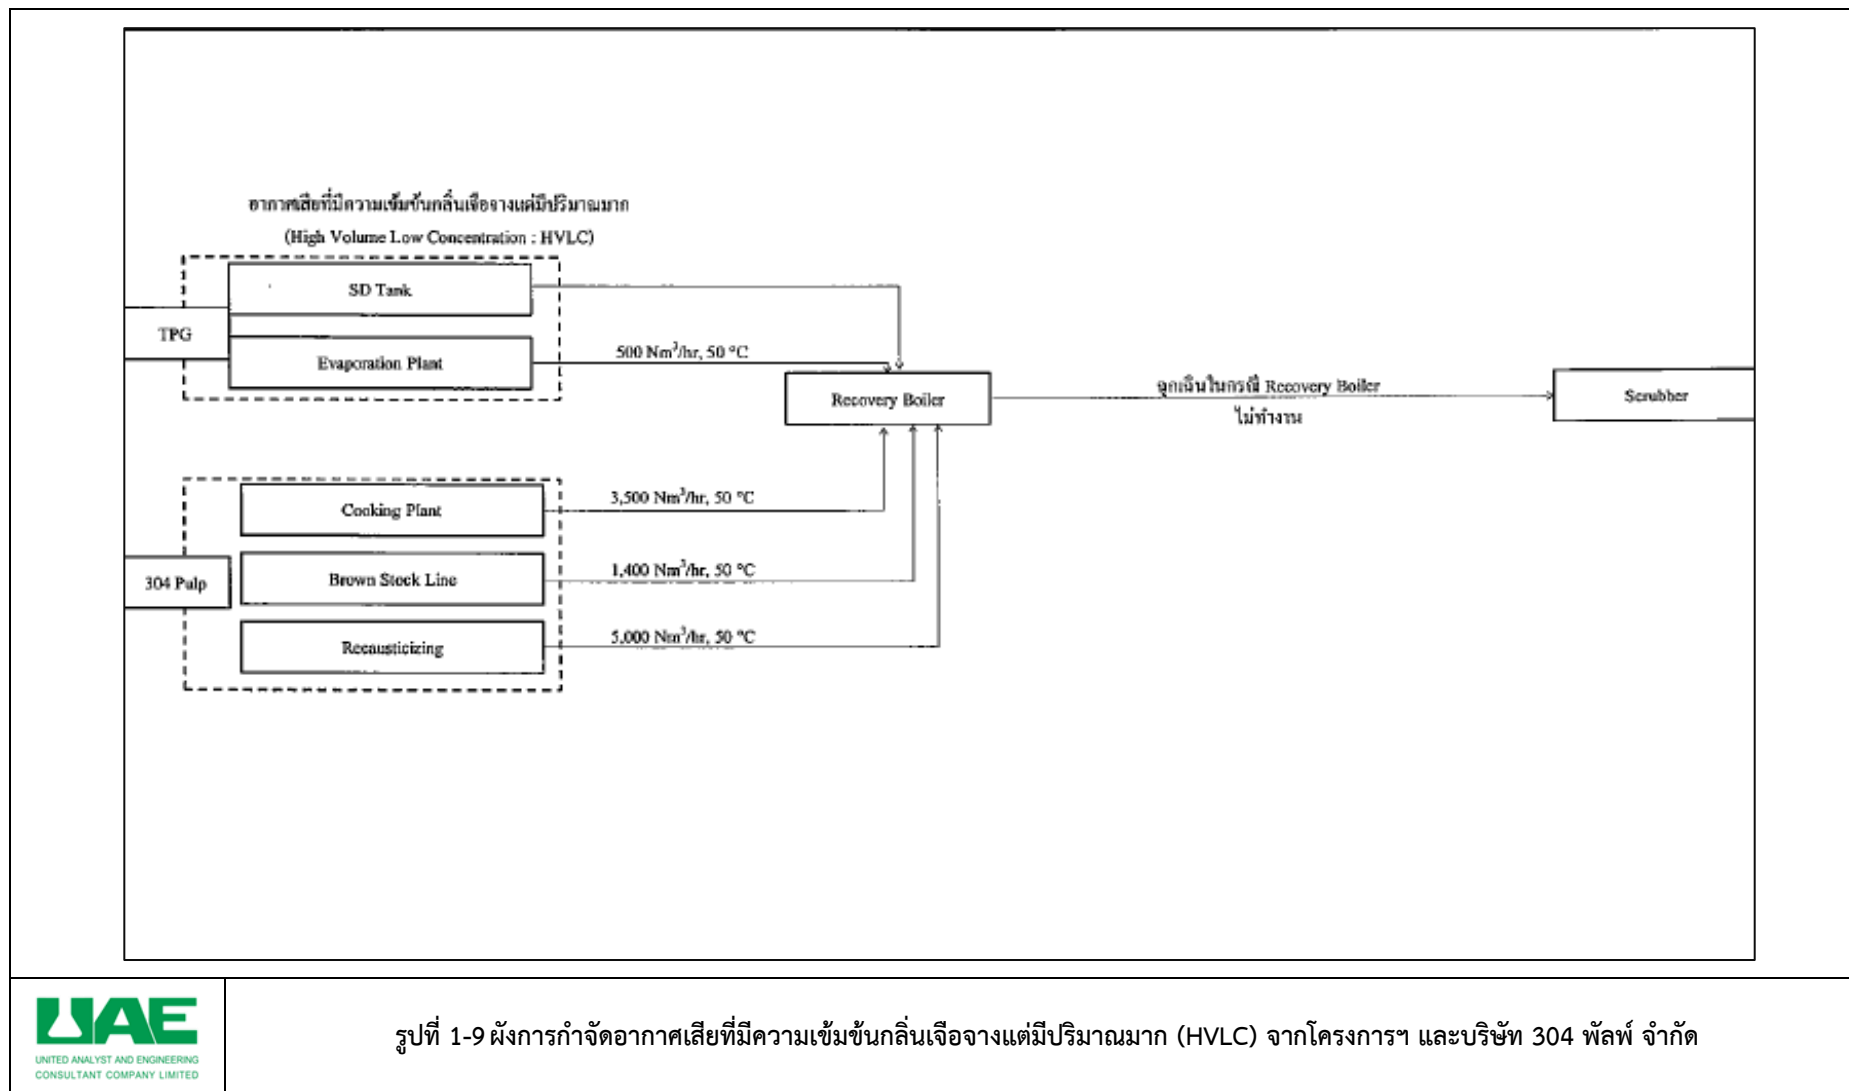 อากาศเสียที่มีความเข้มข้นกลิ่นเจือจางแต่มีปริมาณมาก
(High Volume Low Concentration : HVLC)
SD Tank
TPG
Evaporation Plant
500 Nm³/hr, 50 °C
Recovery Boiler
ฉุกเฉินในกรณี Recovery Boiler
ไม่ทำงาน
Scrubber
Cooking Plant
3,500 Nm³/hr, 50 °C
304 Pulp
Brown Stock Line
1,400 Nm³/hr, 50 °C
Recausticizing
5,000 Nm³/hr, 50 °C
UAE
UNITED ANALYST AND ENGINEERING
CONSULTANT COMPANY LIMITED
รูปที่ 1-9 ผังการกำจัดอากาศเสียที่มีความเข้มข้นกลิ่นเจือจางแต่มีปริมาณมาก (HVLC) จากโครงการฯ และบริษัท 304 พัลพ์ จำกัด